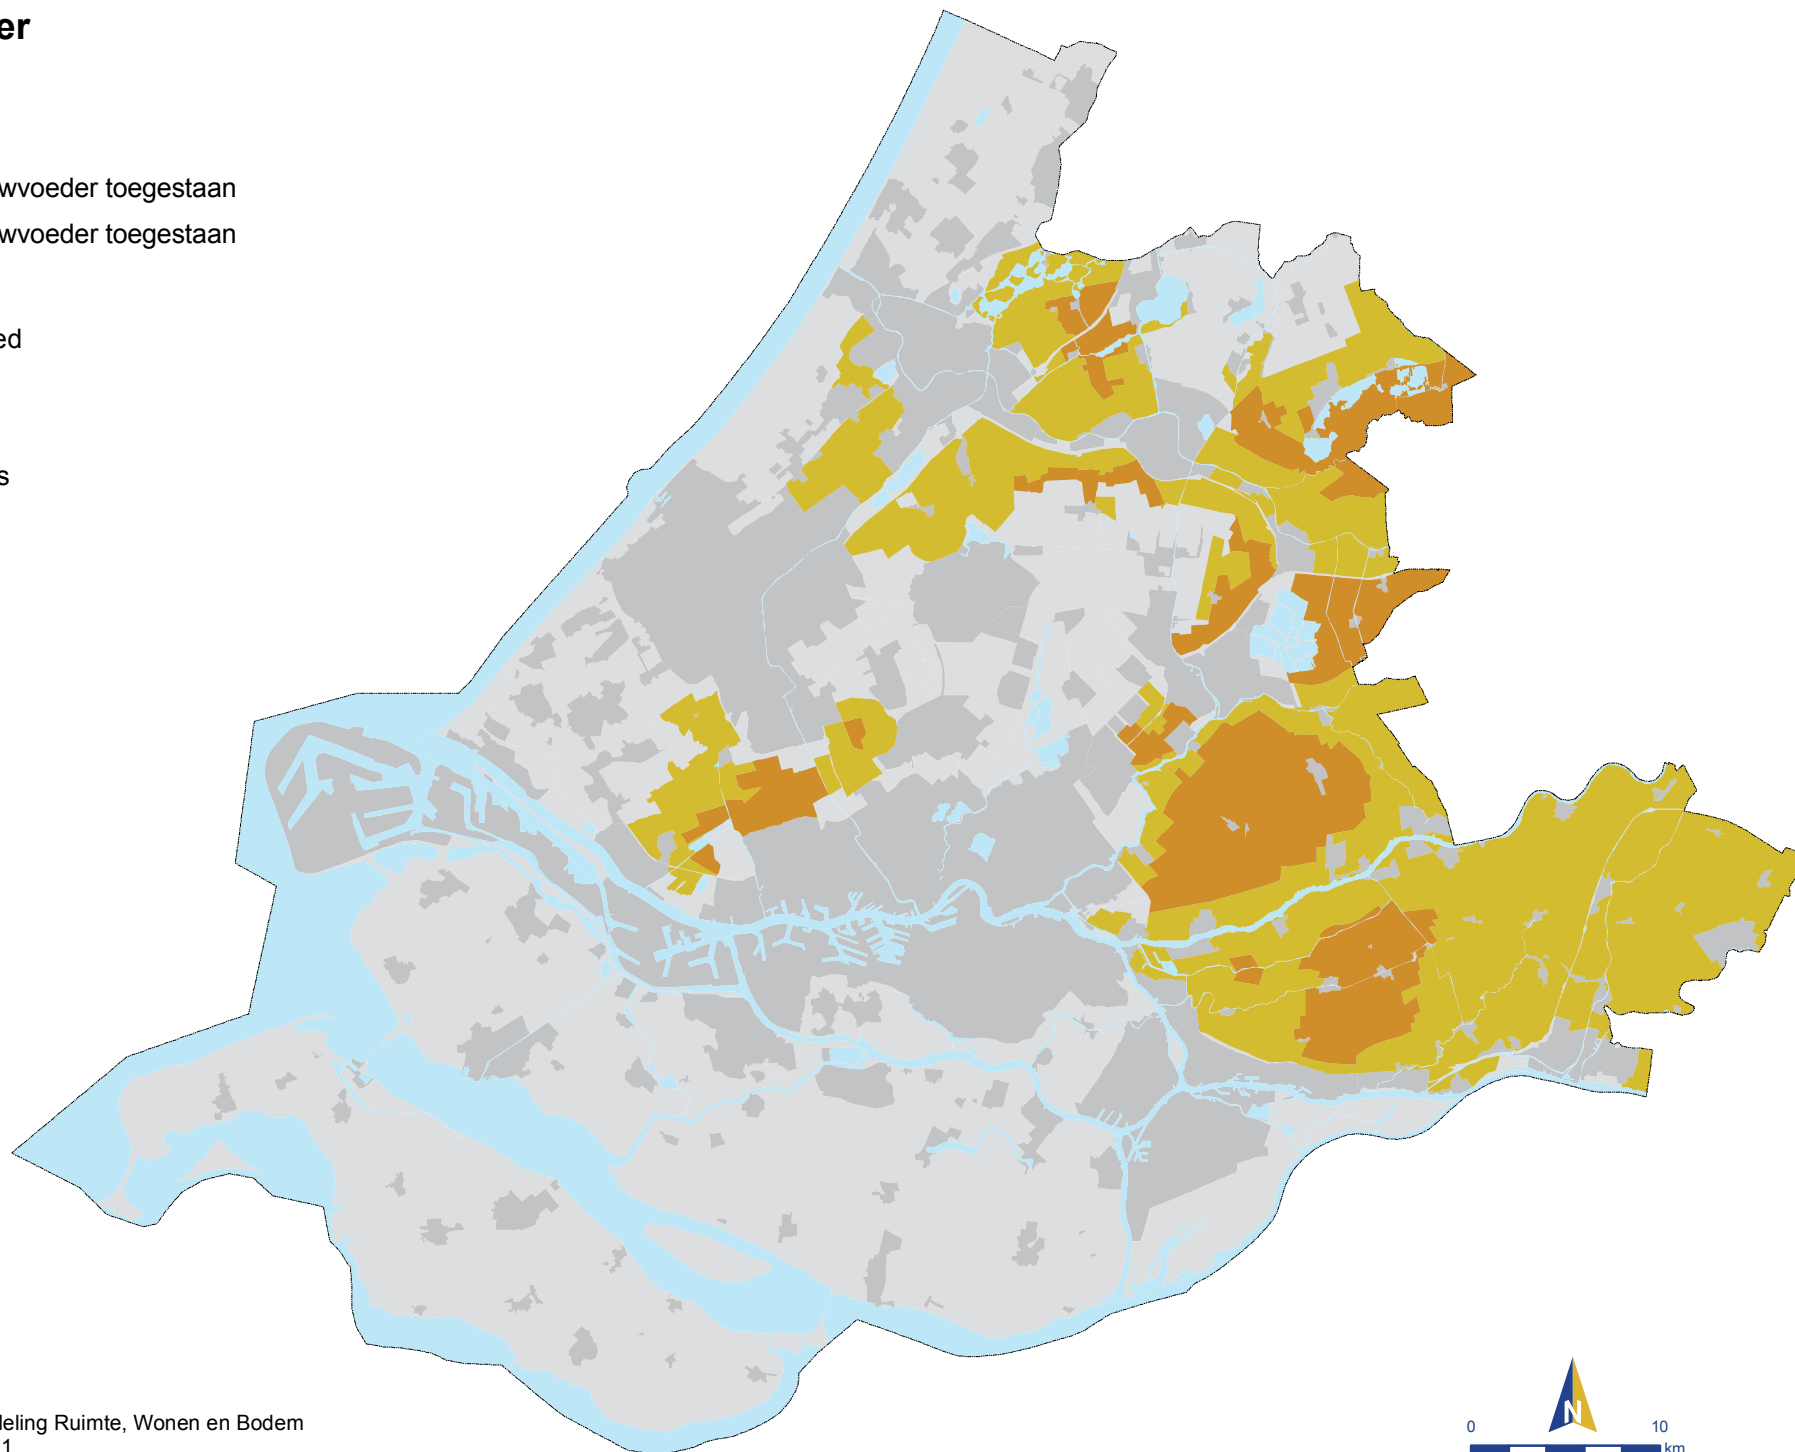 er
wvoeder toegestaan
wvoeder toegestaan
ed
s
N
0 10
km
leling Ruimte, Wonen en Bodem
1